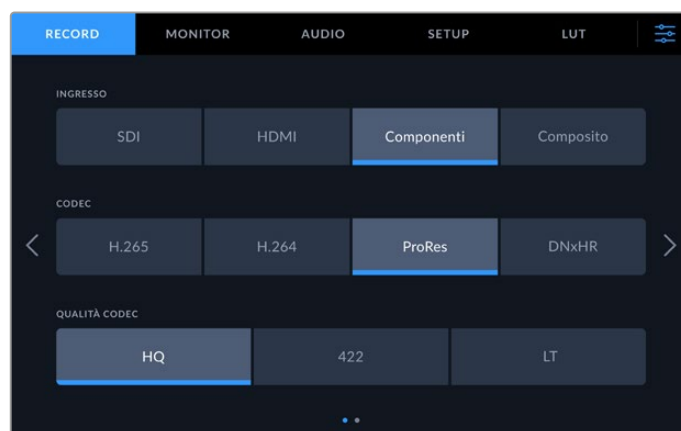 RECORD MONITOR AUDIO SETUP LUT
INGRESSO
SDI HDMI Componenti Composito
CODEC
H.265 H.264 ProRes DNxHR
QUALITÀ CODEC
HQ 422 LT